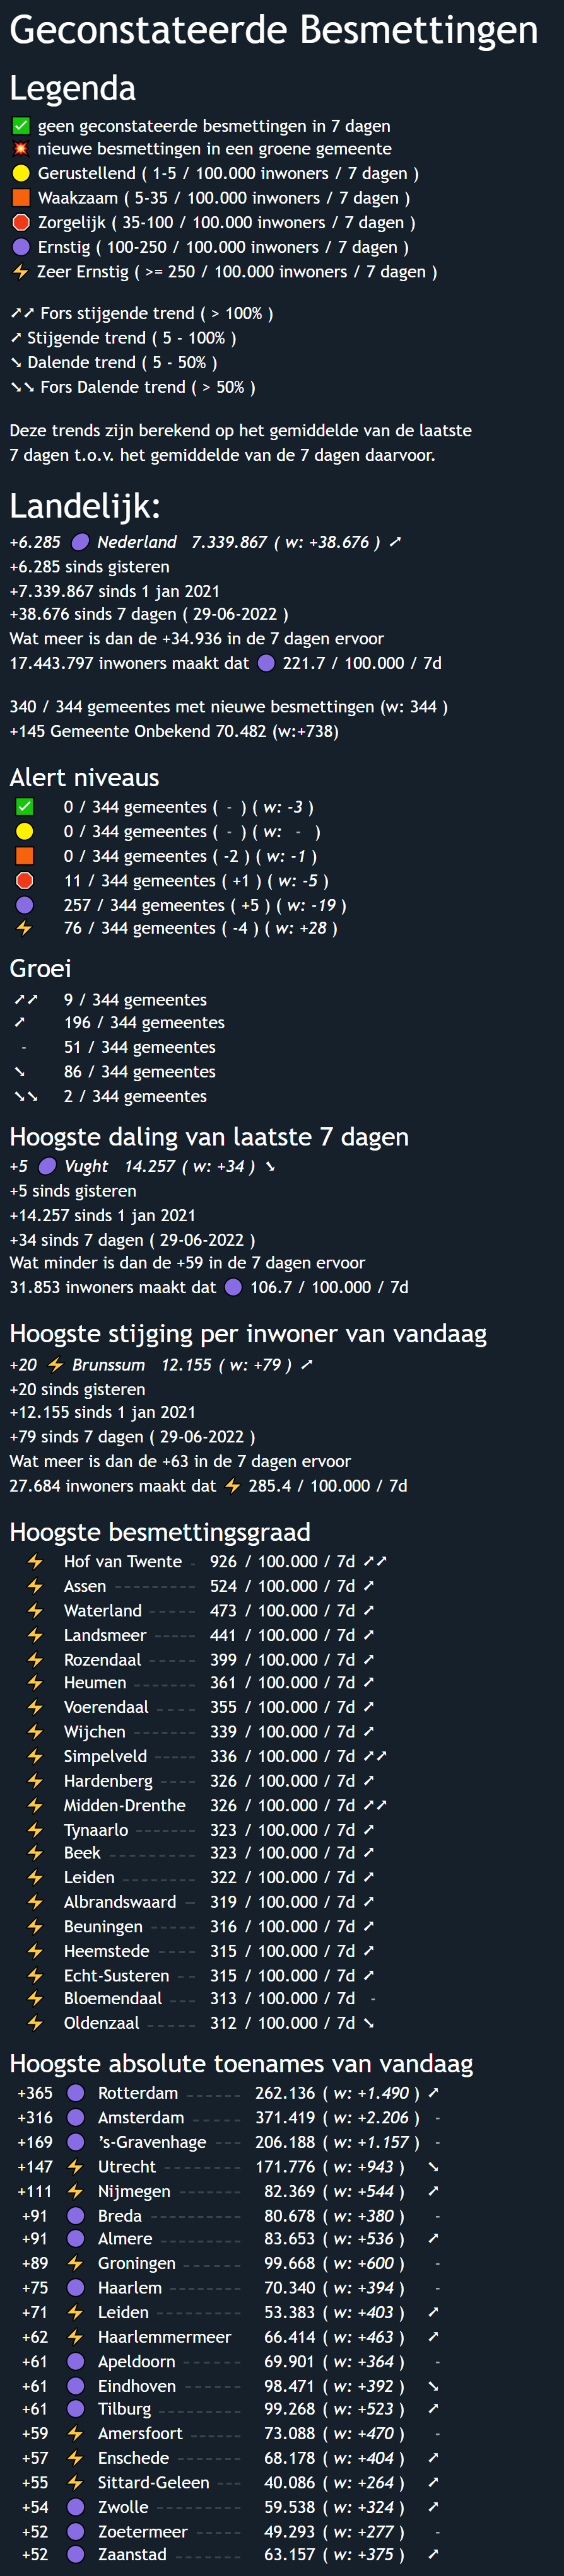 Geconstateerde Besmettingen
Legenda
✅ geen geconstateerde besmettingen in 7 dagen
💥 nieuwe besmettingen in een groene gemeente
🟡 Gerustellend ( 1-5 / 100.000 inwoners / 7 dagen )
🟧 Waakzaam ( 5-35 / 100.000 inwoners / 7 dagen )
🛑 Zorgelijk ( 35-100 / 100.000 inwoners / 7 dagen )
🟣 Ernstig ( 100-250 / 100.000 inwoners / 7 dagen )
⚡ Zeer Ernstig ( >= 250 / 100.000 inwoners / 7 dagen )
➚➚ Fors stijgende trend ( > 100% )
➚ Stijgende trend ( 5 - 100% )
➘ Dalende trend ( 5 - 50% )
➘➘ Fors Dalende trend ( > 50% )
Deze trends zijn berekend op het gemiddelde van de laatste
7 dagen t.o.v. het gemiddelde van de 7 dagen daarvoor.
Landelijk:
+6.285 🟣 Nederland 7.339.867 ( w: +38.676 ) ➚
+6.285 sinds gisteren
+7.339.867 sinds 1 jan 2021
+38.676 sinds 7 dagen ( 29-06-2022 )
Wat meer is dan de +34.936 in de 7 dagen ervoor
17.443.797 inwoners maakt dat 🟣 221.7 / 100.000 / 7d
340 / 344 gemeentes met nieuwe besmettingen (w: 344 )
+145 Gemeente Onbekend 70.482 (w:+738)
Alert niveaus
✅ 0 / 344 gemeentes ( - ) ( w: -3 )
🟡 0 / 344 gemeentes ( - ) ( w: - )
🟧 0 / 344 gemeentes ( -2 ) ( w: -1 )
🛑 11 / 344 gemeentes ( +1 ) ( w: -5 )
🟣 257 / 344 gemeentes ( +5 ) ( w: -19 )
⚡ 76 / 344 gemeentes ( -4 ) ( w: +28 )
Groei
➚➚ 9 / 344 gemeentes
➚ 196 / 344 gemeentes
- 51 / 344 gemeentes
➘ 86 / 344 gemeentes
➘➘ 2 / 344 gemeentes
Hoogste daling van laatste 7 dagen
+5 🟣 Vught 14.257 ( w: +34 ) ➘
+5 sinds gisteren
+14.257 sinds 1 jan 2021
+34 sinds 7 dagen ( 29-06-2022 )
Wat minder is dan de +59 in de 7 dagen ervoor
31.853 inwoners maakt dat 🟣 106.7 / 100.000 / 7d
Hoogste stijging per inwoner van vandaag
+20 ⚡ Brunssum 12.155 ( w: +79 ) ➚
+20 sinds gisteren
+12.155 sinds 1 jan 2021
+79 sinds 7 dagen ( 29-06-2022 )
Wat meer is dan de +63 in de 7 dagen ervoor
27.684 inwoners maakt dat ⚡ 285.4 / 100.000 / 7d
Hoogste besmettingsgraad
⚡ Hof van Twente - 926 / 100.000 / 7d ➚➚
⚡ Assen --------- 524 / 100.000 / 7d ➚
⚡ Waterland ----- 473 / 100.000 / 7d ➚
⚡ Landsmeer ----- 441 / 100.000 / 7d ➚
⚡ Rozendaal ----- 399 / 100.000 / 7d ➚
⚡ Heumen ------- 361 / 100.000 / 7d ➚
⚡ Voerendaal ---- 355 / 100.000 / 7d ➚
⚡ Wijchen ------- 339 / 100.000 / 7d ➚
⚡ Simpelveld ----- 336 / 100.000 / 7d ➚➚
⚡ Hardenberg ---- 326 / 100.000 / 7d ➚
⚡ Midden-Drenthe 326 / 100.000 / 7d ➚➚
⚡ Tynaarlo ------- 323 / 100.000 / 7d ➚
⚡ Beek ---------- 323 / 100.000 / 7d ➚
⚡ Leiden -------- 322 / 100.000 / 7d ➚
⚡ Albrandswaard - 319 / 100.000 / 7d ➚
⚡ Beuningen ----- 316 / 100.000 / 7d ➚
⚡ Heemstede ---- 315 / 100.000 / 7d ➚
⚡ Echt-Susteren -- 315 / 100.000 / 7d ➚
⚡ Bloemendaal --- 313 / 100.000 / 7d -
⚡ Oldenzaal ----- 312 / 100.000 / 7d ➘
Hoogste absolute toenames van vandaag
+365 🟣 Rotterdam ------ 262.136 ( w: +1.490 ) ➚
+316 🟣 Amsterdam ------ 371.419 ( w: +2.206 ) -
+169 🟣 ’s-Gravenhage --- 206.188 ( w: +1.157 ) -
+147 ⚡ Utrecht --------- 171.776 ( w: +943 ) ➘
+111 ⚡ Nijmegen ------- 82.369 ( w: +544 ) ➚
+91 🟣 Breda ---------- 80.678 ( w: +380 ) -
+91 🟣 Almere --------- 83.653 ( w: +536 ) ➚
+89 ⚡ Groningen ------ 99.668 ( w: +600 ) -
+75 🟣 Haarlem -------- 70.340 ( w: +394 ) -
+71 ⚡ Leiden ---------- 53.383 ( w: +403 ) ➚
+62 ⚡ Haarlemmermeer 66.414 ( w: +463 ) ➚
+61 🟣 Apeldoorn ------- 69.901 ( w: +364 ) -
+61 🟣 Eindhoven ------ 98.471 ( w: +392 ) ➘
+61 🟣 Tilburg --------- 99.268 ( w: +523 ) ➚
+59 ⚡ Amersfoort ------ 73.088 ( w: +470 ) -
+57 ⚡ Enschede ------- 68.178 ( w: +404 ) ➚
+55 ⚡ Sittard-Geleen --- 40.086 ( w: +264 ) ➚
+54 🟣 Zwolle ---------- 59.538 ( w: +324 ) ➚
+52 🟣 Zoetermeer ----- 49.293 ( w: +277 ) -
+52 🟣 Zaanstad -------- 63.157 ( w: +375 ) ➚